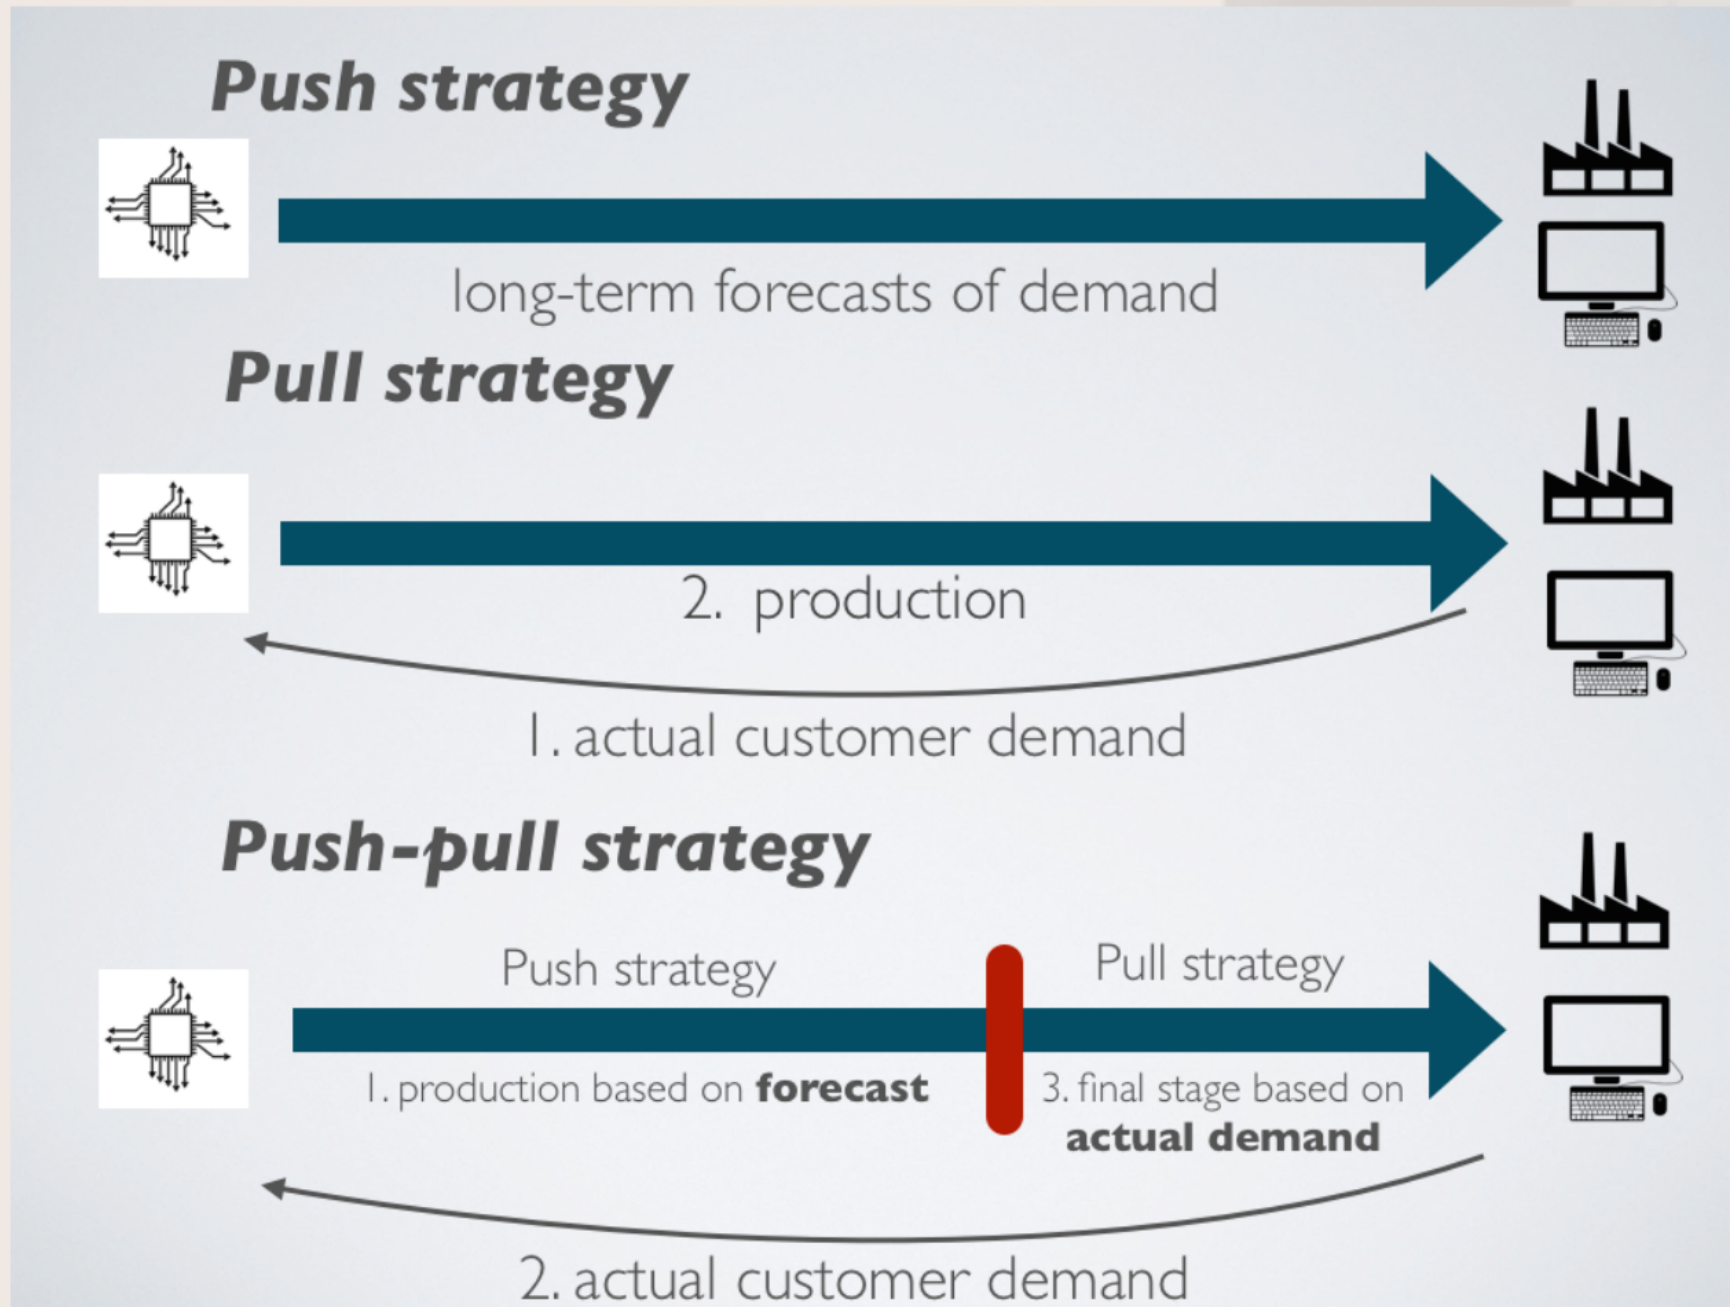 Push strategy
long-term forecasts of demand
Pull strategy
2. production
1. actual customer demand
Push-pull strategy
Push strategy
Pull strategy
1. production based on forecast
3. final stage based on
actual demand
2. actual customer demand